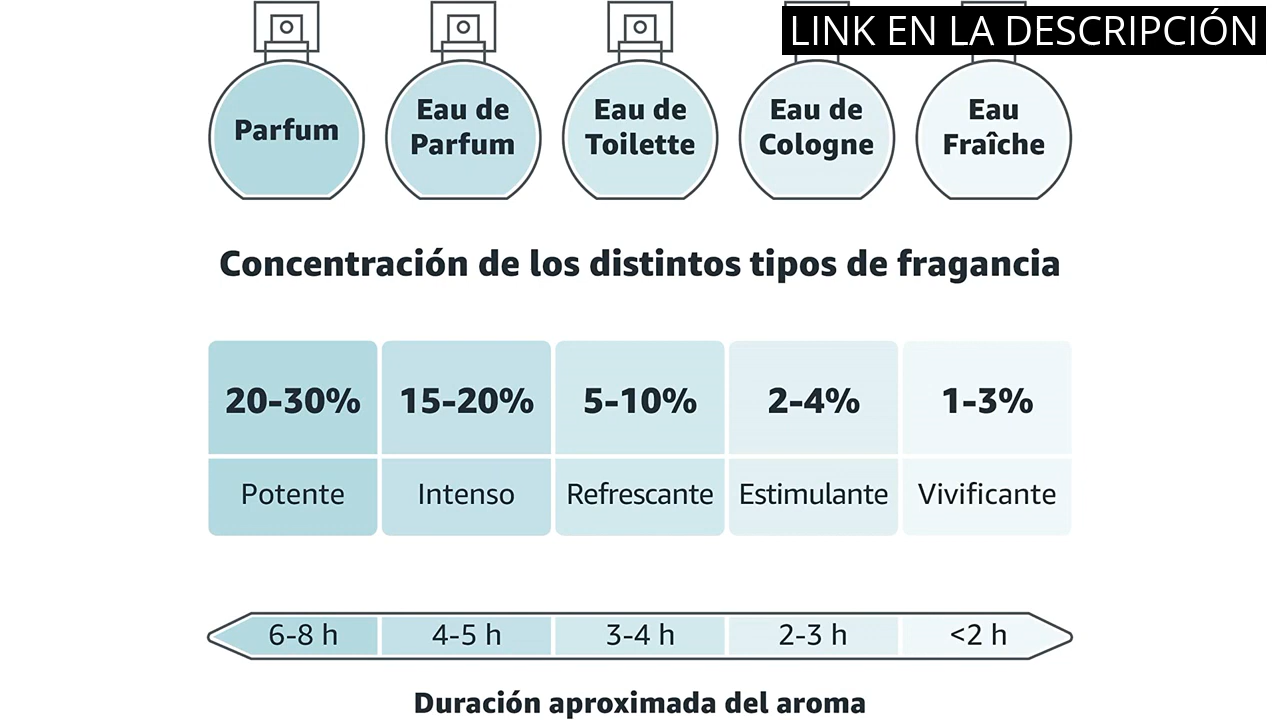 LINK EN LA DESCRIPCIÓN
Parfum
Eau de
Parfum
Eau de
Toilette
Eau de
Cologne
Eau
Fraîche
Concentración de los distintos tipos de fragancia
20-30% 15-20% 5-10% 2-4% 1-3%
Potente Intenso Refrescante Estimulante Vivificante
6-8 h 4-5 h 3-4 h 2-3 h <2 h
Duración aproximada del aroma